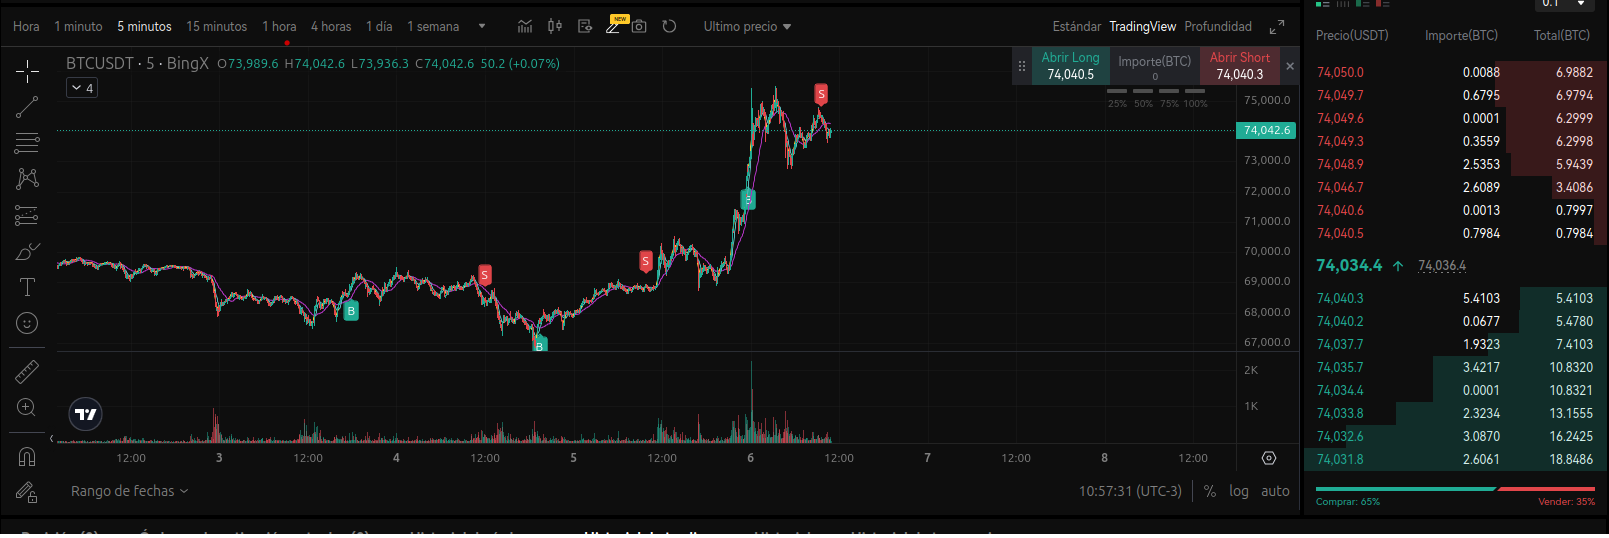 Hora 1 minuto 5 minutos 15 minutos 1 hora 4 horas 1 día 1 semana NEW Ultimo precio Estándar TradingView Profundidad
0.1
BTCUSDT · 5 · BingX O73,989.6 H74,042.6 L73,936.3 C74,042.6 50.2 (+0.07%)
4
Abrir Long
74,040.5
Importe(BTC)
0
Abrir Short
74,040.3
25% 50% 75% 100%
S
S
S
B
B
75,000.0
74,042.6
73,000.0
72,000.0
71,000.0
70,000.0
69,000.0
68,000.0
67,000.0
2K
1K
12:00 3 12:00 4 12:00 5 12:00 6 12:00 7 12:00 8 12:00
Rango de fechas 10:57:31 (UTC-3) % log auto
Precio(USDT) Importe(BTC) Total(BTC)
74,050.0 0.0088 6.9882
74,049.7 0.6795 6.9794
74,049.6 0.0001 6.2999
74,049.3 0.3559 6.2998
74,048.9 2.5353 5.9439
74,046.7 2.6089 3.4086
74,040.6 0.0013 0.7997
74,040.5 0.7984 0.7984
74,034.4 74,036.4
74,040.3 5.4103 5.4103
74,040.2 0.0677 5.4780
74,037.7 1.9323 7.4103
74,035.7 3.4217 10.8320
74,034.4 0.0001 10.8321
74,033.8 2.3234 13.1555
74,032.6 3.0870 16.2425
74,031.8 2.6061 18.8486
Comprar: 65% Vender: 35%